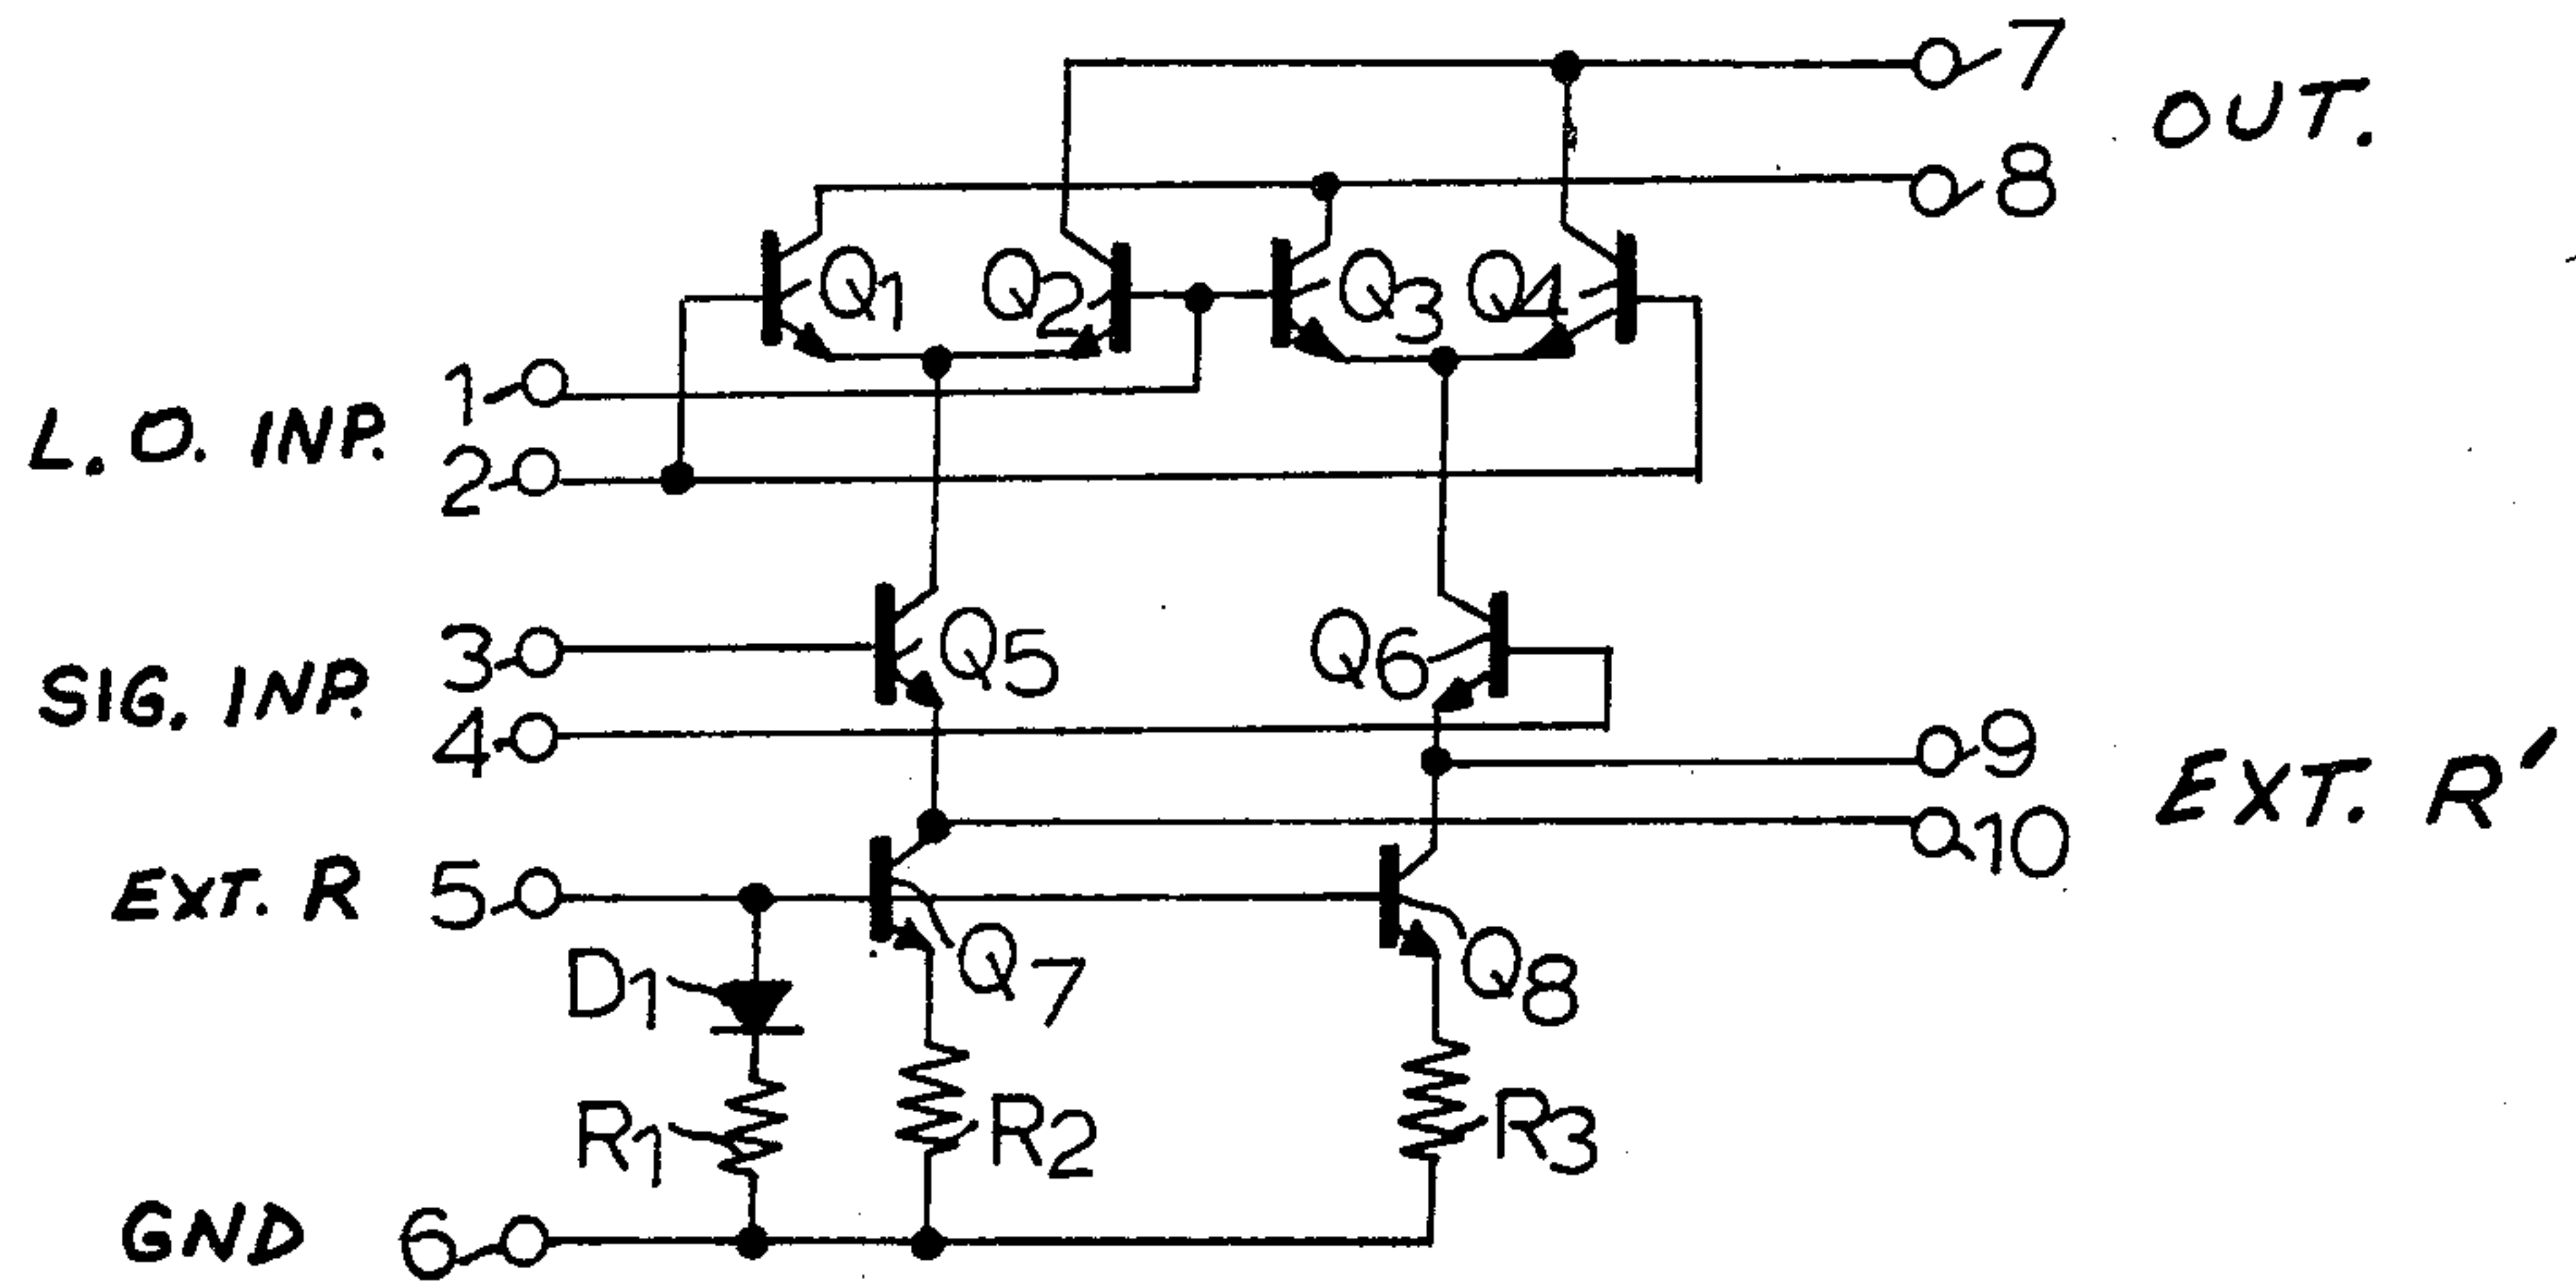 7
OUT.
8
Q1 Q2 Q3 Q4
1
L.O. INP.
2
3 Q5 Q6
SIG. INP.
4
9
EXT. R'
10
EXT. R 5
Q7 Q8
D1
R1 R2 R3
GND 6